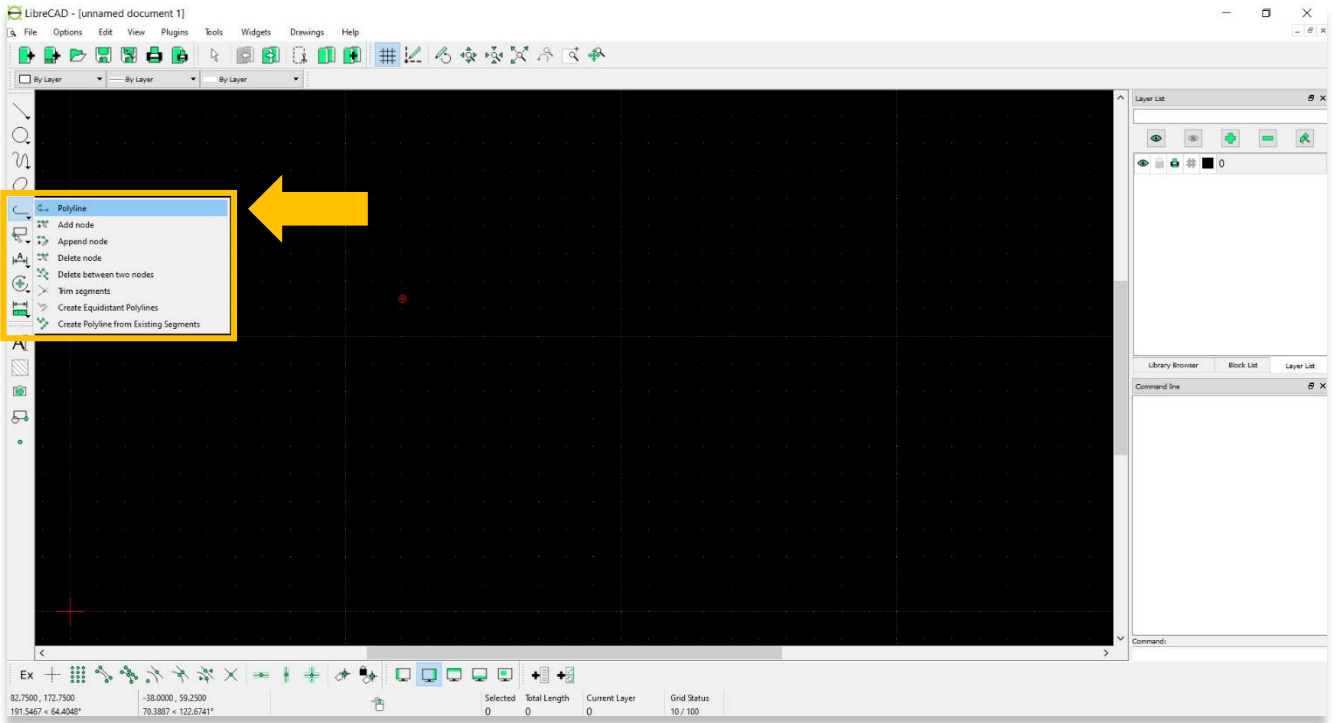 LibreCAD - [unnamed document 1]
File Options Edit View Plugins Tools Widgets Drawings Help
By Layer By Layer By Layer
Layer List
0
Polyline
Add node
Append node
Delete node
Delete between two nodes
Trim segments
Create Equidistant Polylines
Create Polyline from Existing Segments
A
Library Browser Block List Layer List
Command line
Command:
Ex
82.7500 , 172.7500 -38.0000 , 59.2500 Selected Total Length Current Layer Grid Status
191.5467 < 64.4048° 70.3887 < 122.6741° 0 0 0 10 / 100